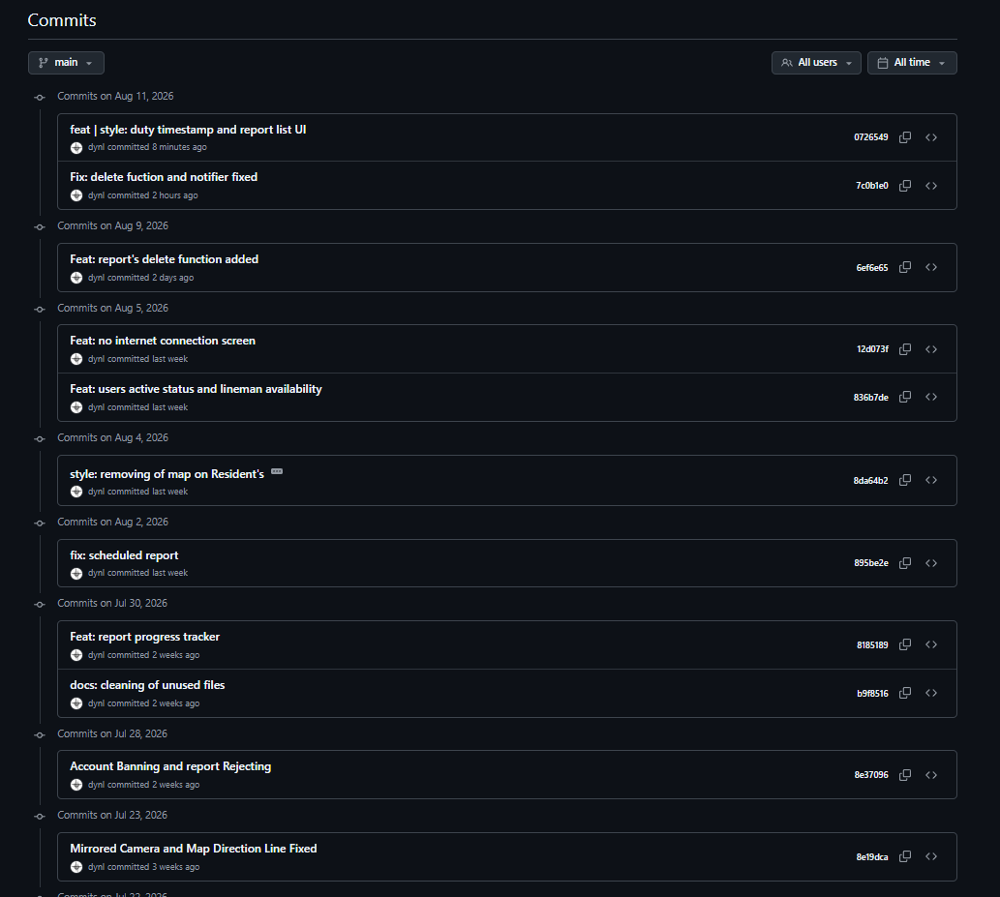 Commits
main
All users
All time
Commits on Aug 11, 2026
feat | style: duty timestamp and report list UI
dynl committed 8 minutes ago
0726549
Fix: delete fuction and notifier fixed
dynl committed 2 hours ago
7c0b1e0
Commits on Aug 9, 2026
Feat: report's delete function added
dynl committed 2 days ago
6ef6e65
Commits on Aug 5, 2026
Feat: no internet connection screen
dynl committed last week
12d073f
Feat: users active status and lineman availability
dynl committed last week
836b7de
Commits on Aug 4, 2026
style: removing of map on Resident's
dynl committed last week
8da64b2
Commits on Aug 2, 2026
fix: scheduled report
dynl committed last week
895be2e
Commits on Jul 30, 2026
Feat: report progress tracker
dynl committed 2 weeks ago
8185189
docs: cleaning of unused files
dynl committed 2 weeks ago
b9f8516
Commits on Jul 28, 2026
Account Banning and report Rejecting
dynl committed 2 weeks ago
8e37096
Commits on Jul 23, 2026
Mirrored Camera and Map Direction Line Fixed
dynl committed 3 weeks ago
8e19dca
Commits on Jul 22, 2026